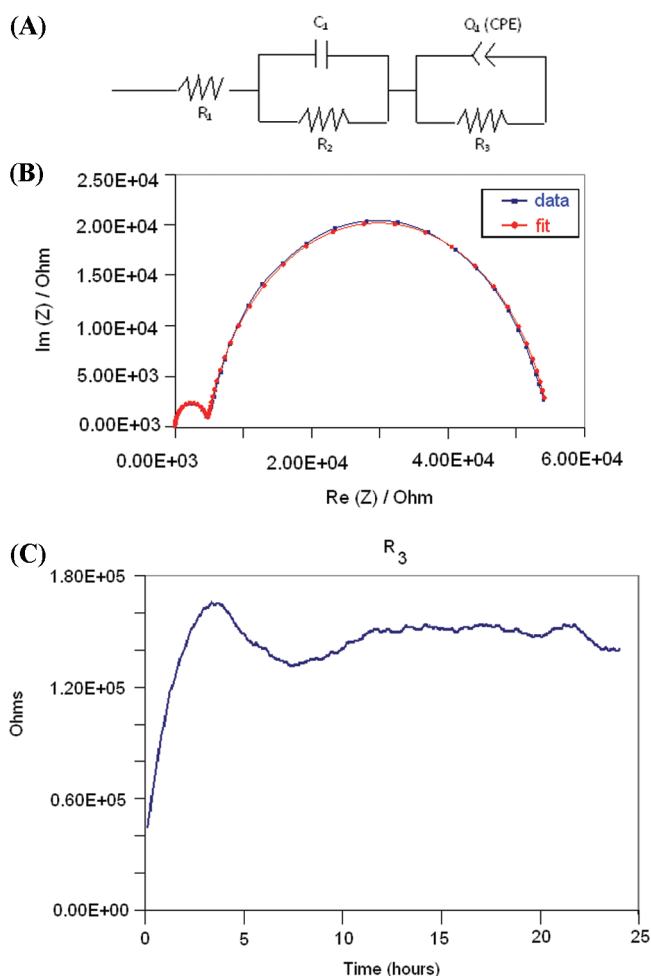 (A)
C1
Q1 (CPE)
R1
R2
R3
(B)
2.50E+04
2.00E+04
1.50E+04
1.00E+04
5.00E+03
0.00E+03
Im (Z) / Ohm
data
fit
0.00E+03 2.00E+04 4.00E+04 6.00E+04
Re (Z) / Ohm
(C)
R3
1.80E+05
1.20E+05
0.60E+05
0.00E+00
Ohms
0 5 10 15 20 25
Time (hours)